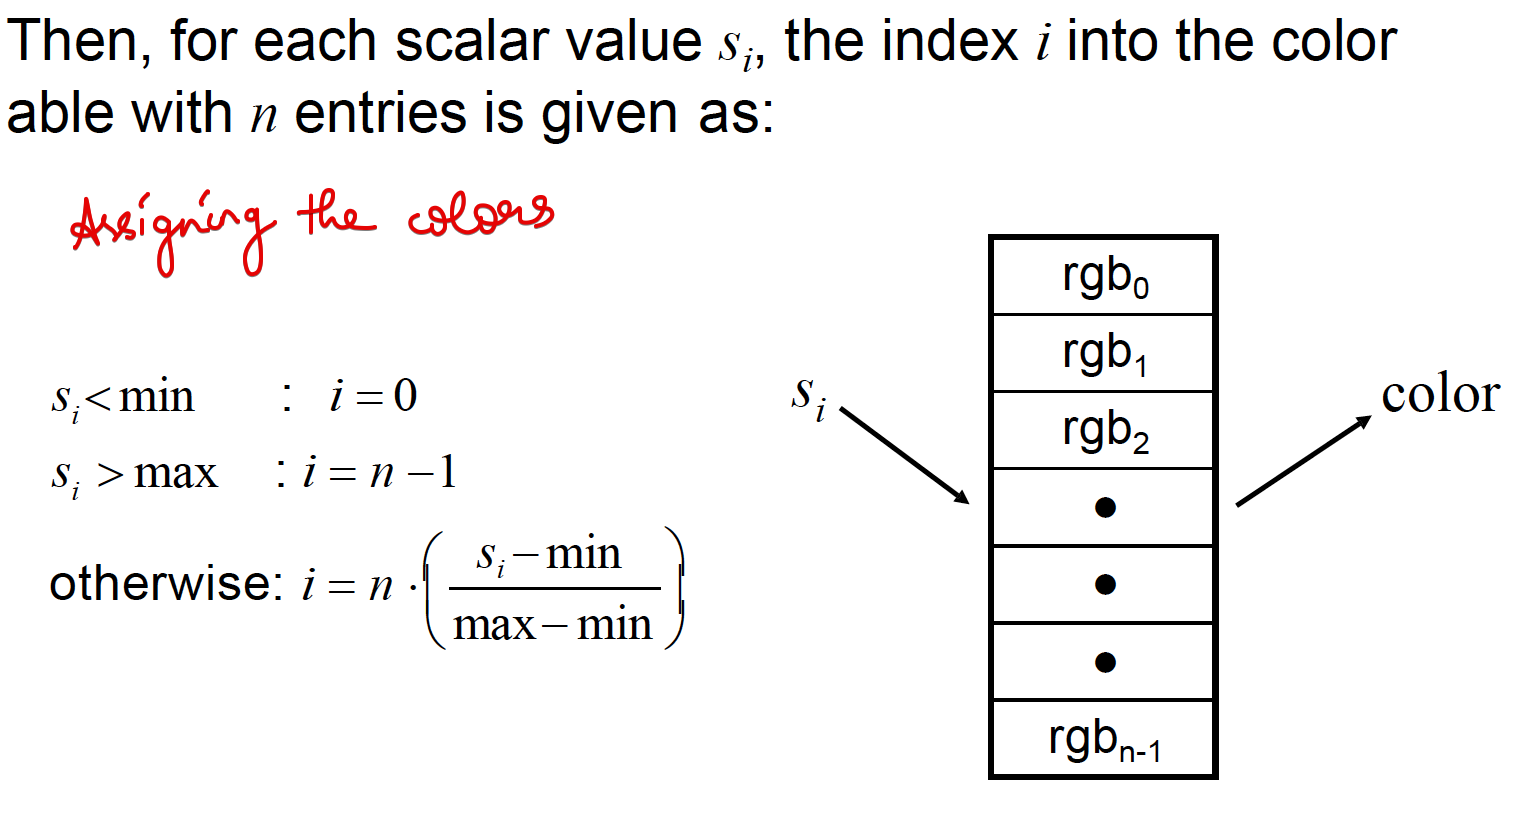 Then, for each scalar value sᵢ, the index i into the color
able with n entries is given as:
Assigning the colors
sᵢ < min : i = 0
sᵢ > max : i = n − 1
otherwise: i = n · ( (sᵢ − min) / (max − min) )
sᵢ
rgb₀
rgb₁
rgb₂
•
•
•
rgbₙ₋₁
color